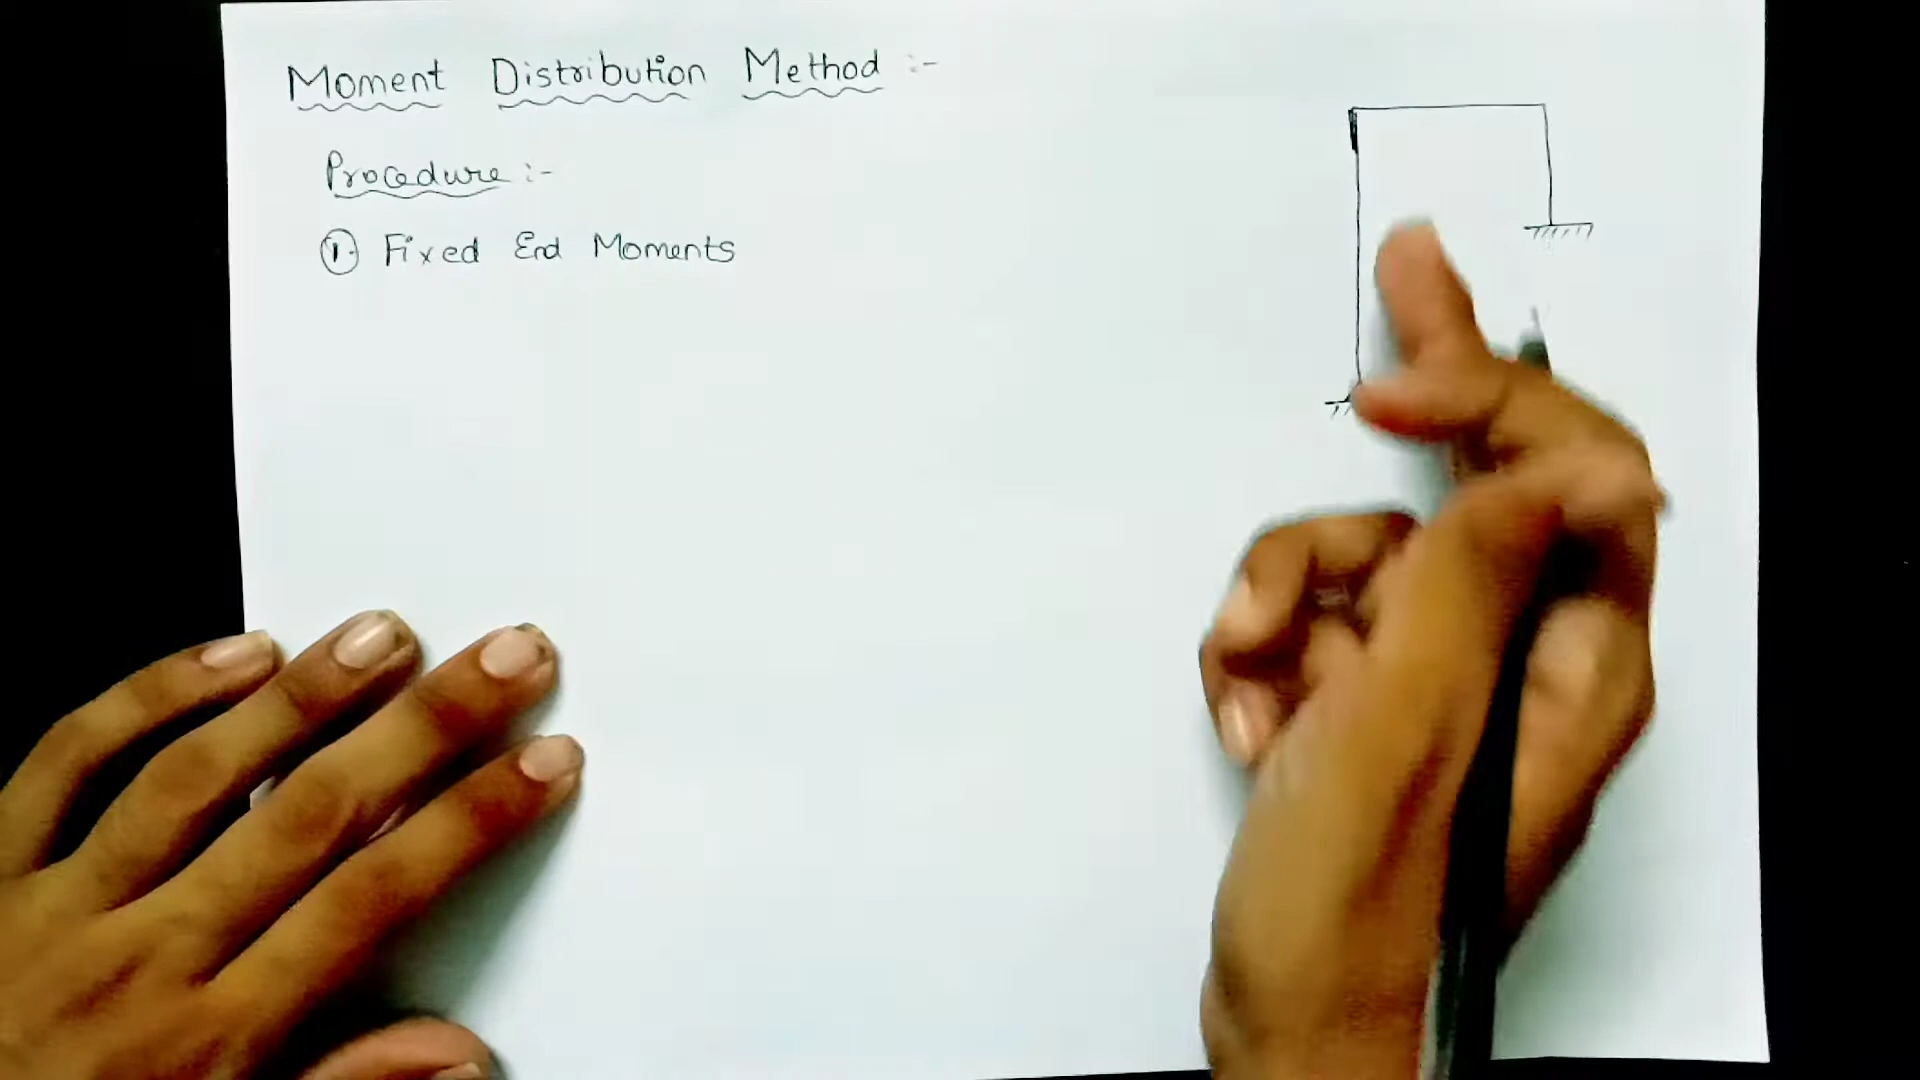 Moment Distribution Method :-
Procedure :-
1. Fixed End Moments